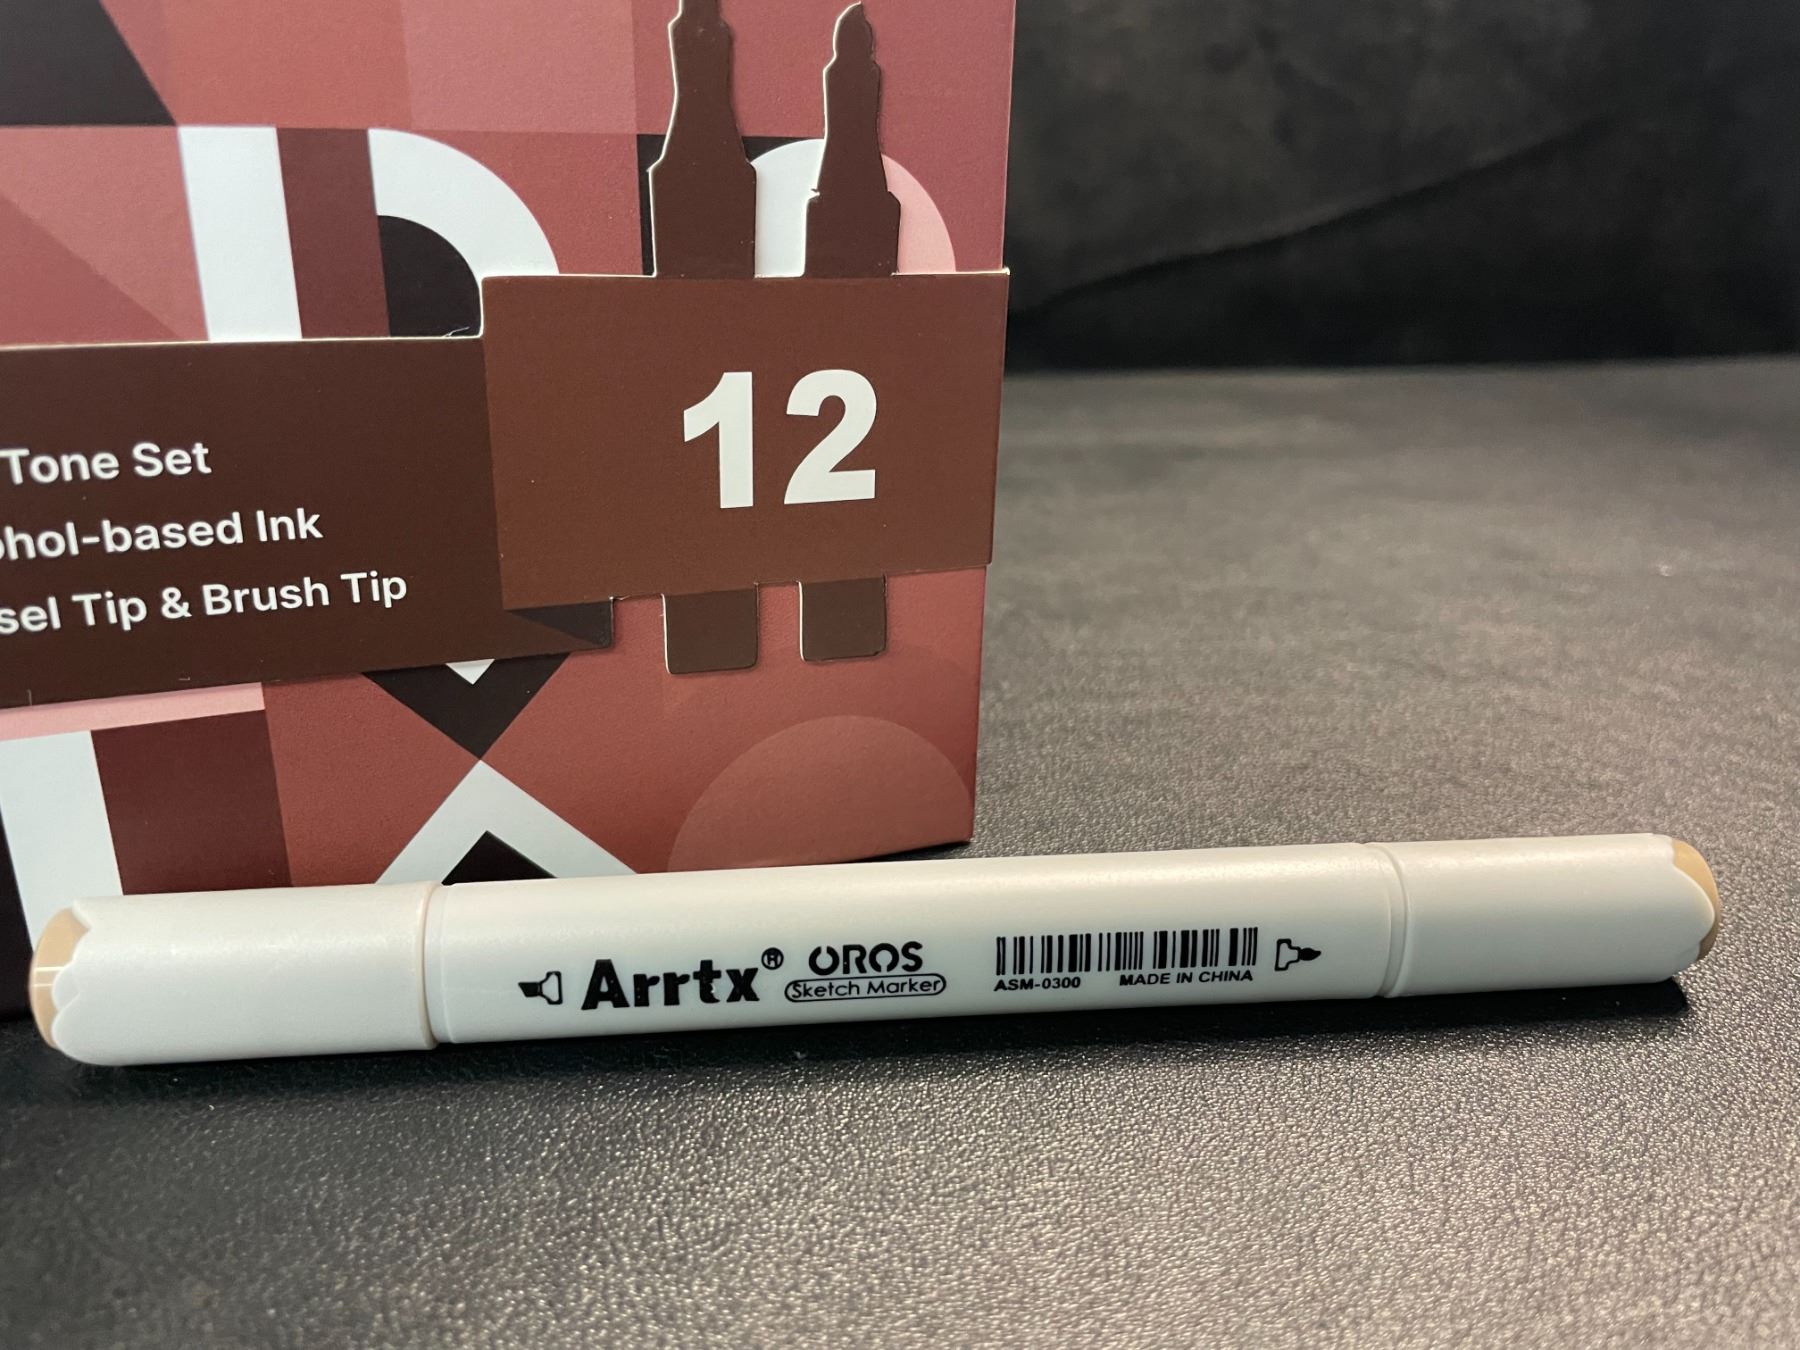 12
Tone Set
ohol-based Ink
sel Tip & Brush Tip
Arrtx® OROS
Sketch Marker
ASM-0300 MADE IN CHINA